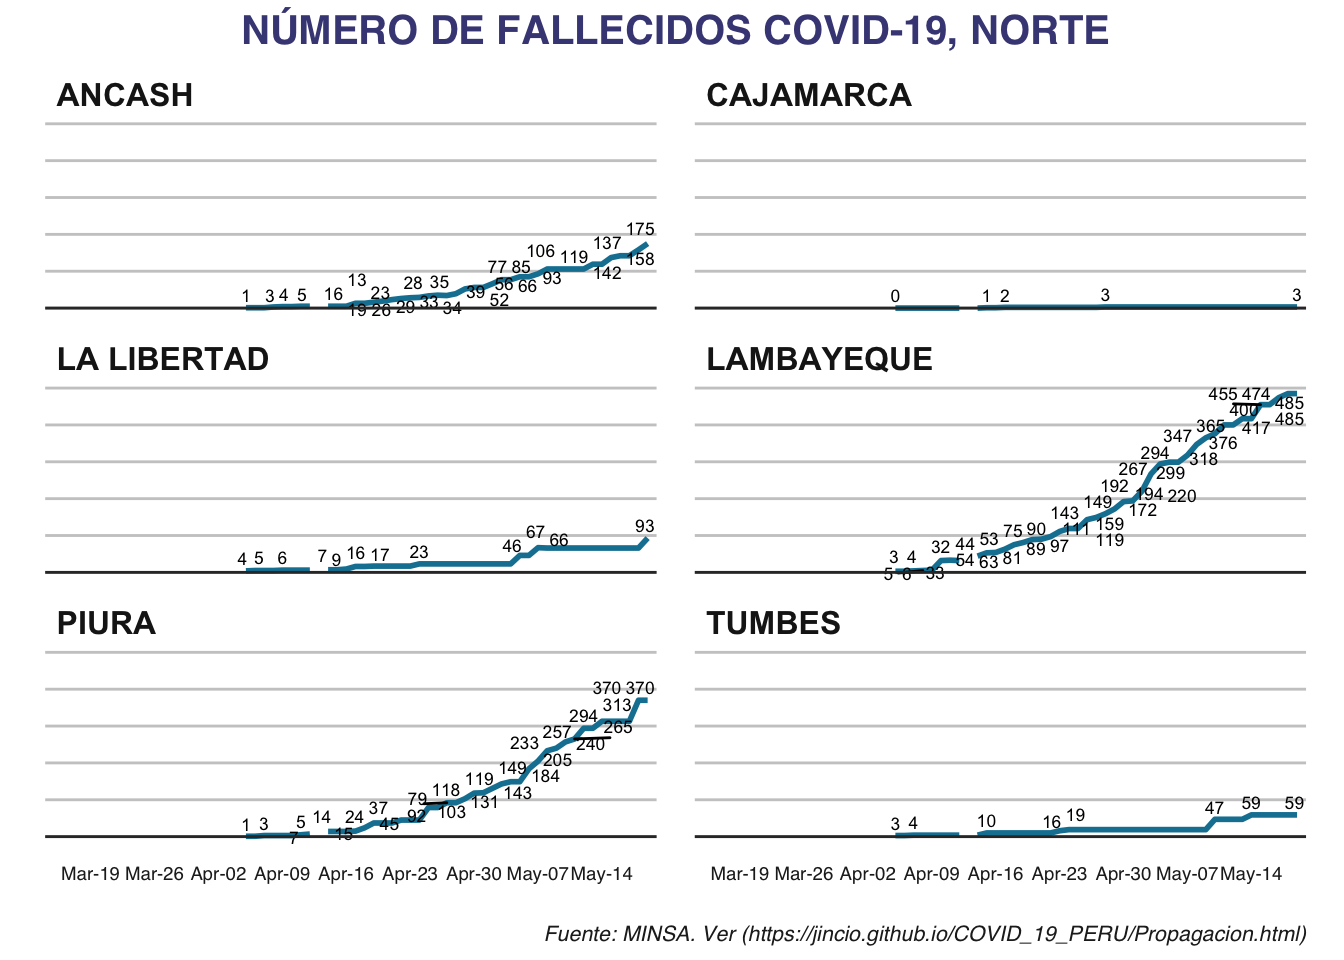 NÚMERO DE FALLECIDOS COVID-19, NORTE
ANCASH
1 3 4 5 16 13 19 23 26 28 29 33 35 34 39 77 56 52 85 66 106 93 119 137 142 175 158
CAJAMARCA
0 1 2 3 3
LA LIBERTAD
4 5 6 7 9 16 17 23 46 67 66 93
LAMBAYEQUE
3 5 4 6 32 33 44 54 53 63 75 81 90 89 97 143 111 149 159 119 192 172 267 194 294 299 220 347 318 365 376 455 400 474 417 485 485
PIURA
1 3 5 7 14 15 24 37 45 79 92 118 103 119 131 149 143 233 184 257 205 294 240 370 313 265 370
TUMBES
3 4 10 16 19 47 59 59
Mar-19 Mar-26 Apr-02 Apr-09 Apr-16 Apr-23 Apr-30 May-07 May-14
Mar-19 Mar-26 Apr-02 Apr-09 Apr-16 Apr-23 Apr-30 May-07 May-14
Fuente: MINSA. Ver (https://jincio.github.io/COVID_19_PERU/Propagacion.html)